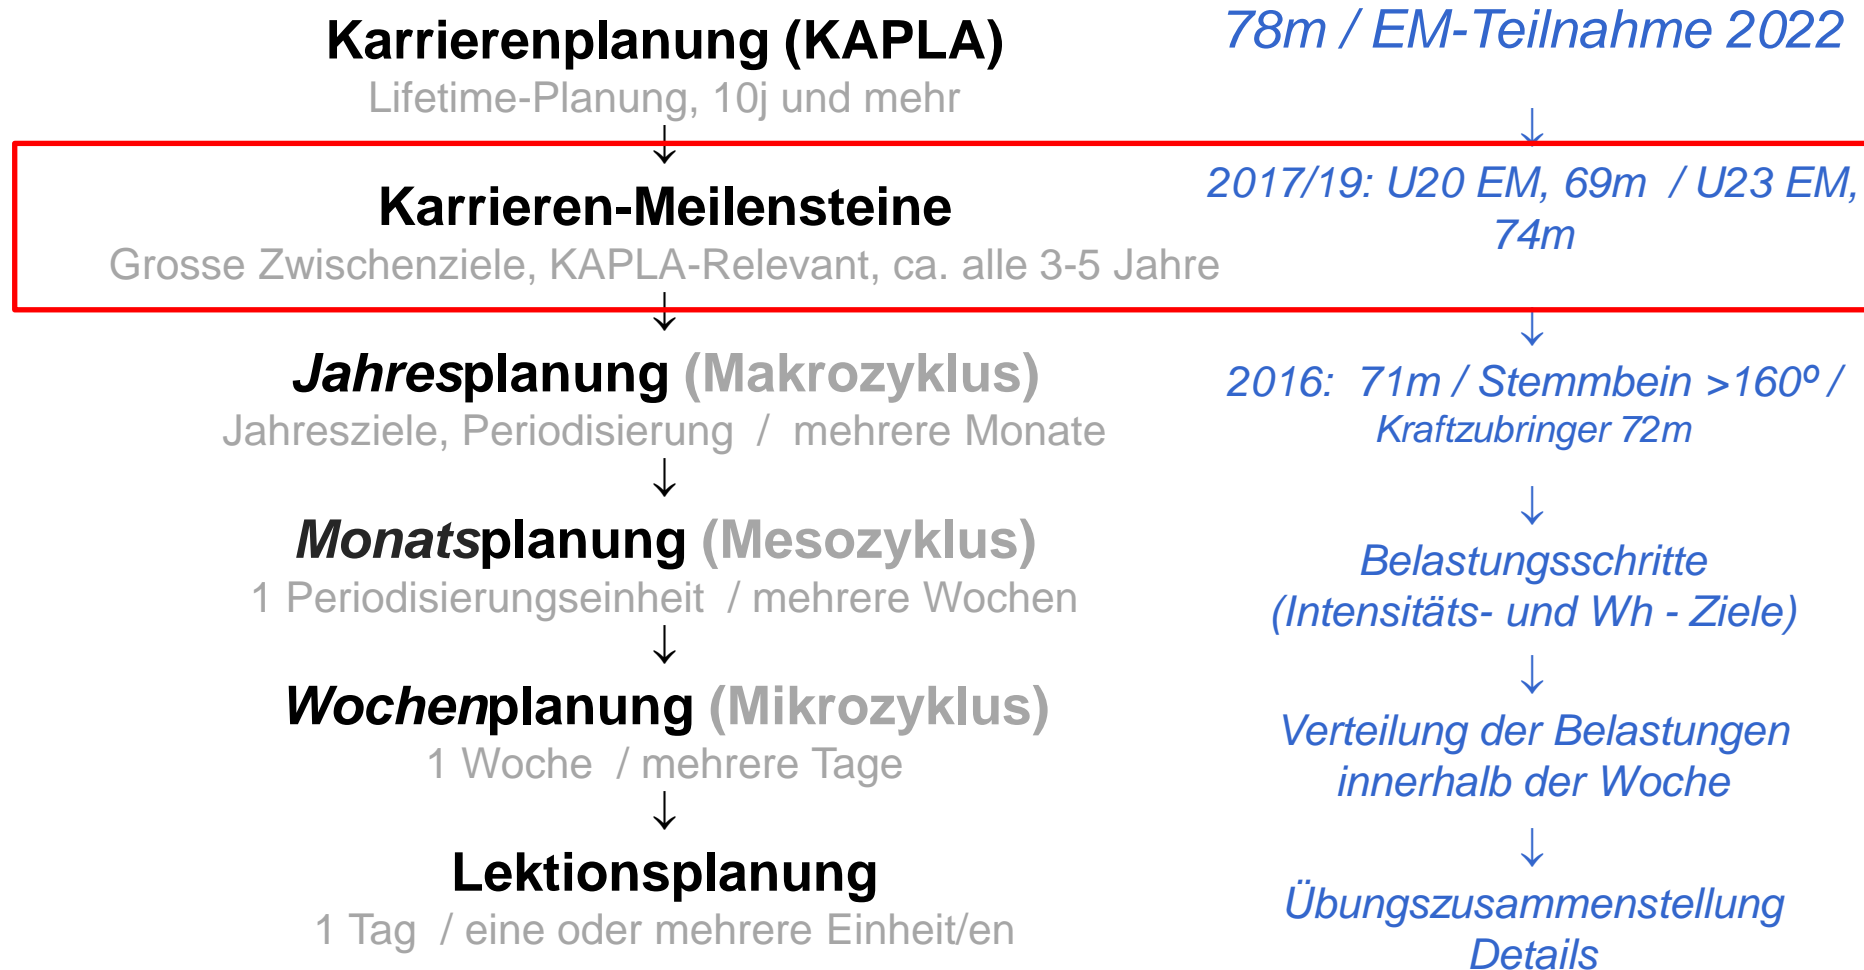 Karrierenplanung (KAPLA)
Lifetime-Planung, 10j und mehr
↓
Karrieren-Meilensteine
Grosse Zwischenziele, KAPLA-Relevant, ca. alle 3-5 Jahre
↓
Jahresplanung (Makrozyklus)
Jahresziele, Periodisierung / mehrere Monate
↓
Monatsplanung (Mesozyklus)
1 Periodisierungseinheit / mehrere Wochen
↓
Wochenplanung (Mikrozyklus)
1 Woche / mehrere Tage
↓
Lektionsplanung
1 Tag / eine oder mehrere Einheit/en
78m / EM-Teilnahme 2022
↓
2017/19: U20 EM, 69m / U23 EM,
74m
↓
2016: 71m / Stemmbein >160º /
Kraftzubringer 72m
↓
Belastungsschritte
(Intensitäts- und Wh - Ziele)
↓
Verteilung der Belastungen
innerhalb der Woche
↓
Übungszusammenstellung
Details